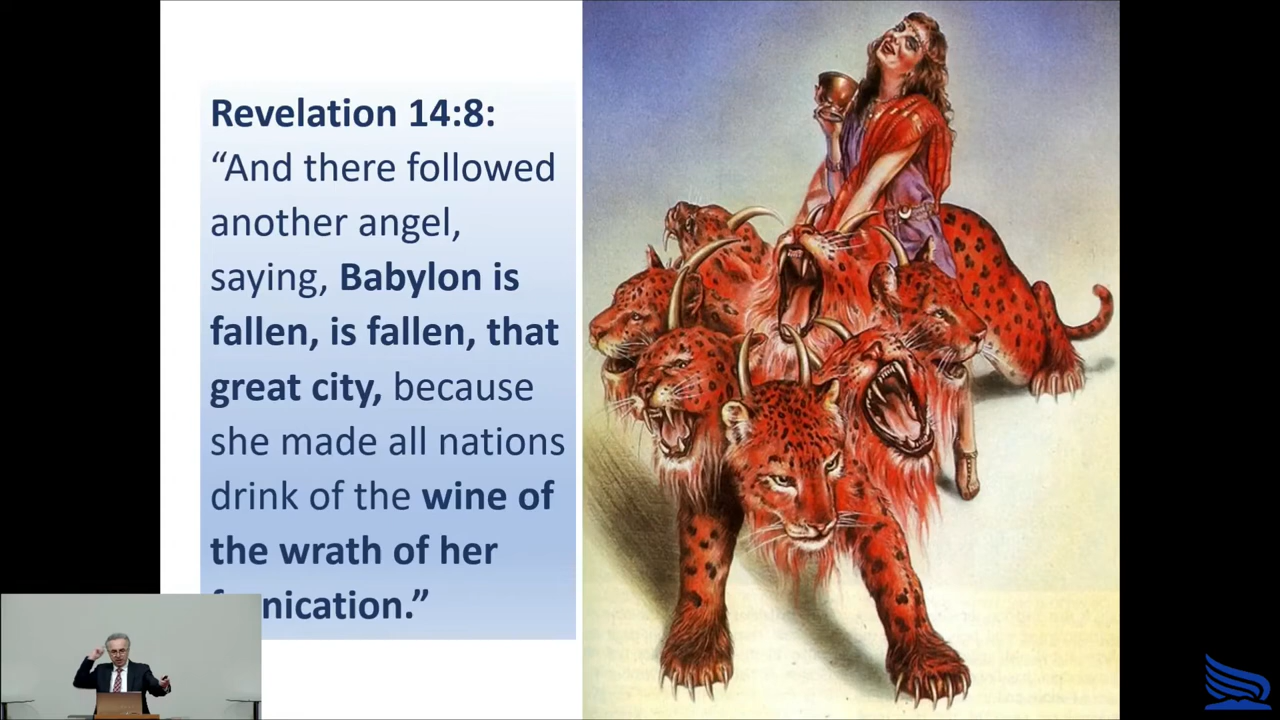 Revelation 14:8:
“And there followed
another angel,
saying, Babylon is
fallen, is fallen, that
great city, because
she made all nations
drink of the wine of
the wrath of her
nication.”